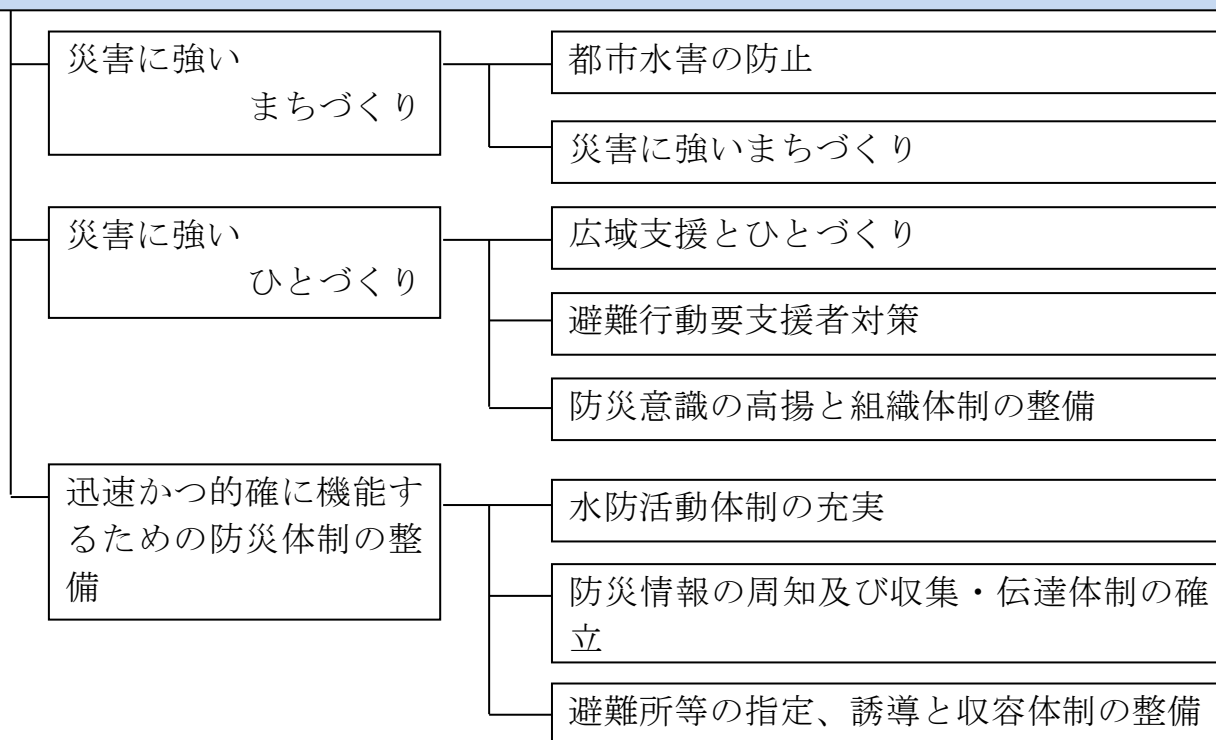 災害に強い
まちづくり
都市水害の防止
災害に強いまちづくり
災害に強い
ひとづくり
広域支援とひとづくり
避難行動要支援者対策
防災意識の高揚と組織体制の整備
迅速かつ的確に機能す
るための防災体制の整
備
水防活動体制の充実
防災情報の周知及び収集・伝達体制の確
立
避難所等の指定、誘導と収容体制の整備